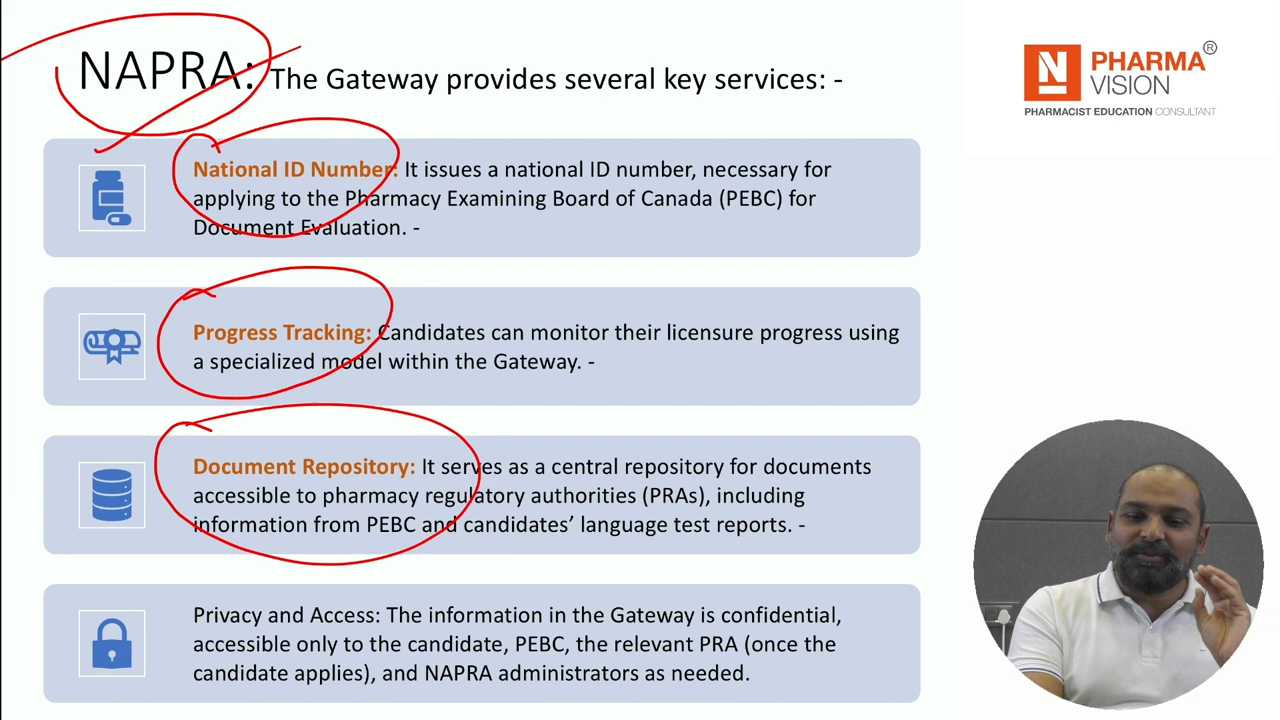 NAPRA: The Gateway provides several key services: -
N PHARMA VISION ®
PHARMACIST EDUCATION CONSULTANT
National ID Number: It issues a national ID number, necessary for
applying to the Pharmacy Examining Board of Canada (PEBC) for
Document Evaluation. -
Progress Tracking: Candidates can monitor their licensure progress using
a specialized model within the Gateway. -
Document Repository: It serves as a central repository for documents
accessible to pharmacy regulatory authorities (PRAs), including
information from PEBC and candidates’ language test reports. -
Privacy and Access: The information in the Gateway is confidential,
accessible only to the candidate, PEBC, the relevant PRA (once the
candidate applies), and NAPRA administrators as needed.